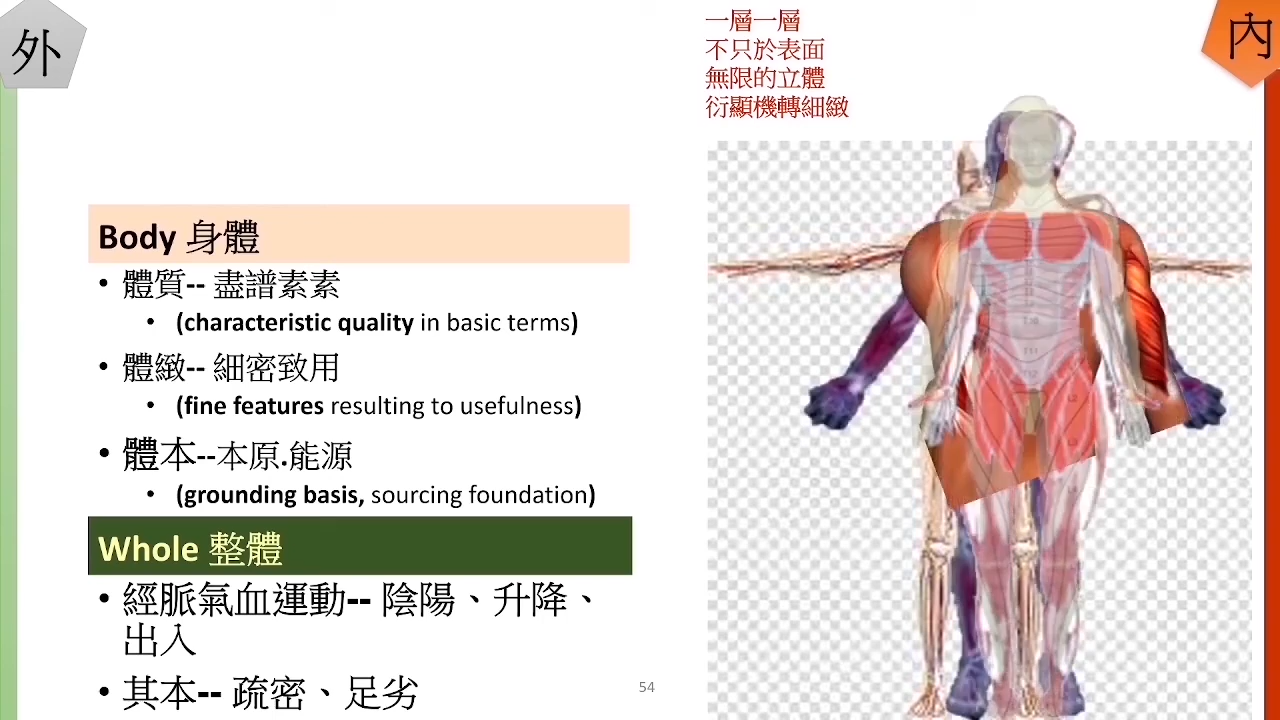 外
內
一層一層
不只於表面
無限的立體
衍顯機轉細緻
Body 身體
• 體質-- 盡譜素素
• (characteristic quality in basic terms)
• 體緻-- 細密致用
• (fine features resulting to usefulness)
• 體本--本原.能源
• (grounding basis, sourcing foundation)
Whole 整體
• 經脈氣血運動-- 陰陽、升降、
出入
• 其本-- 疏密、足劣
54